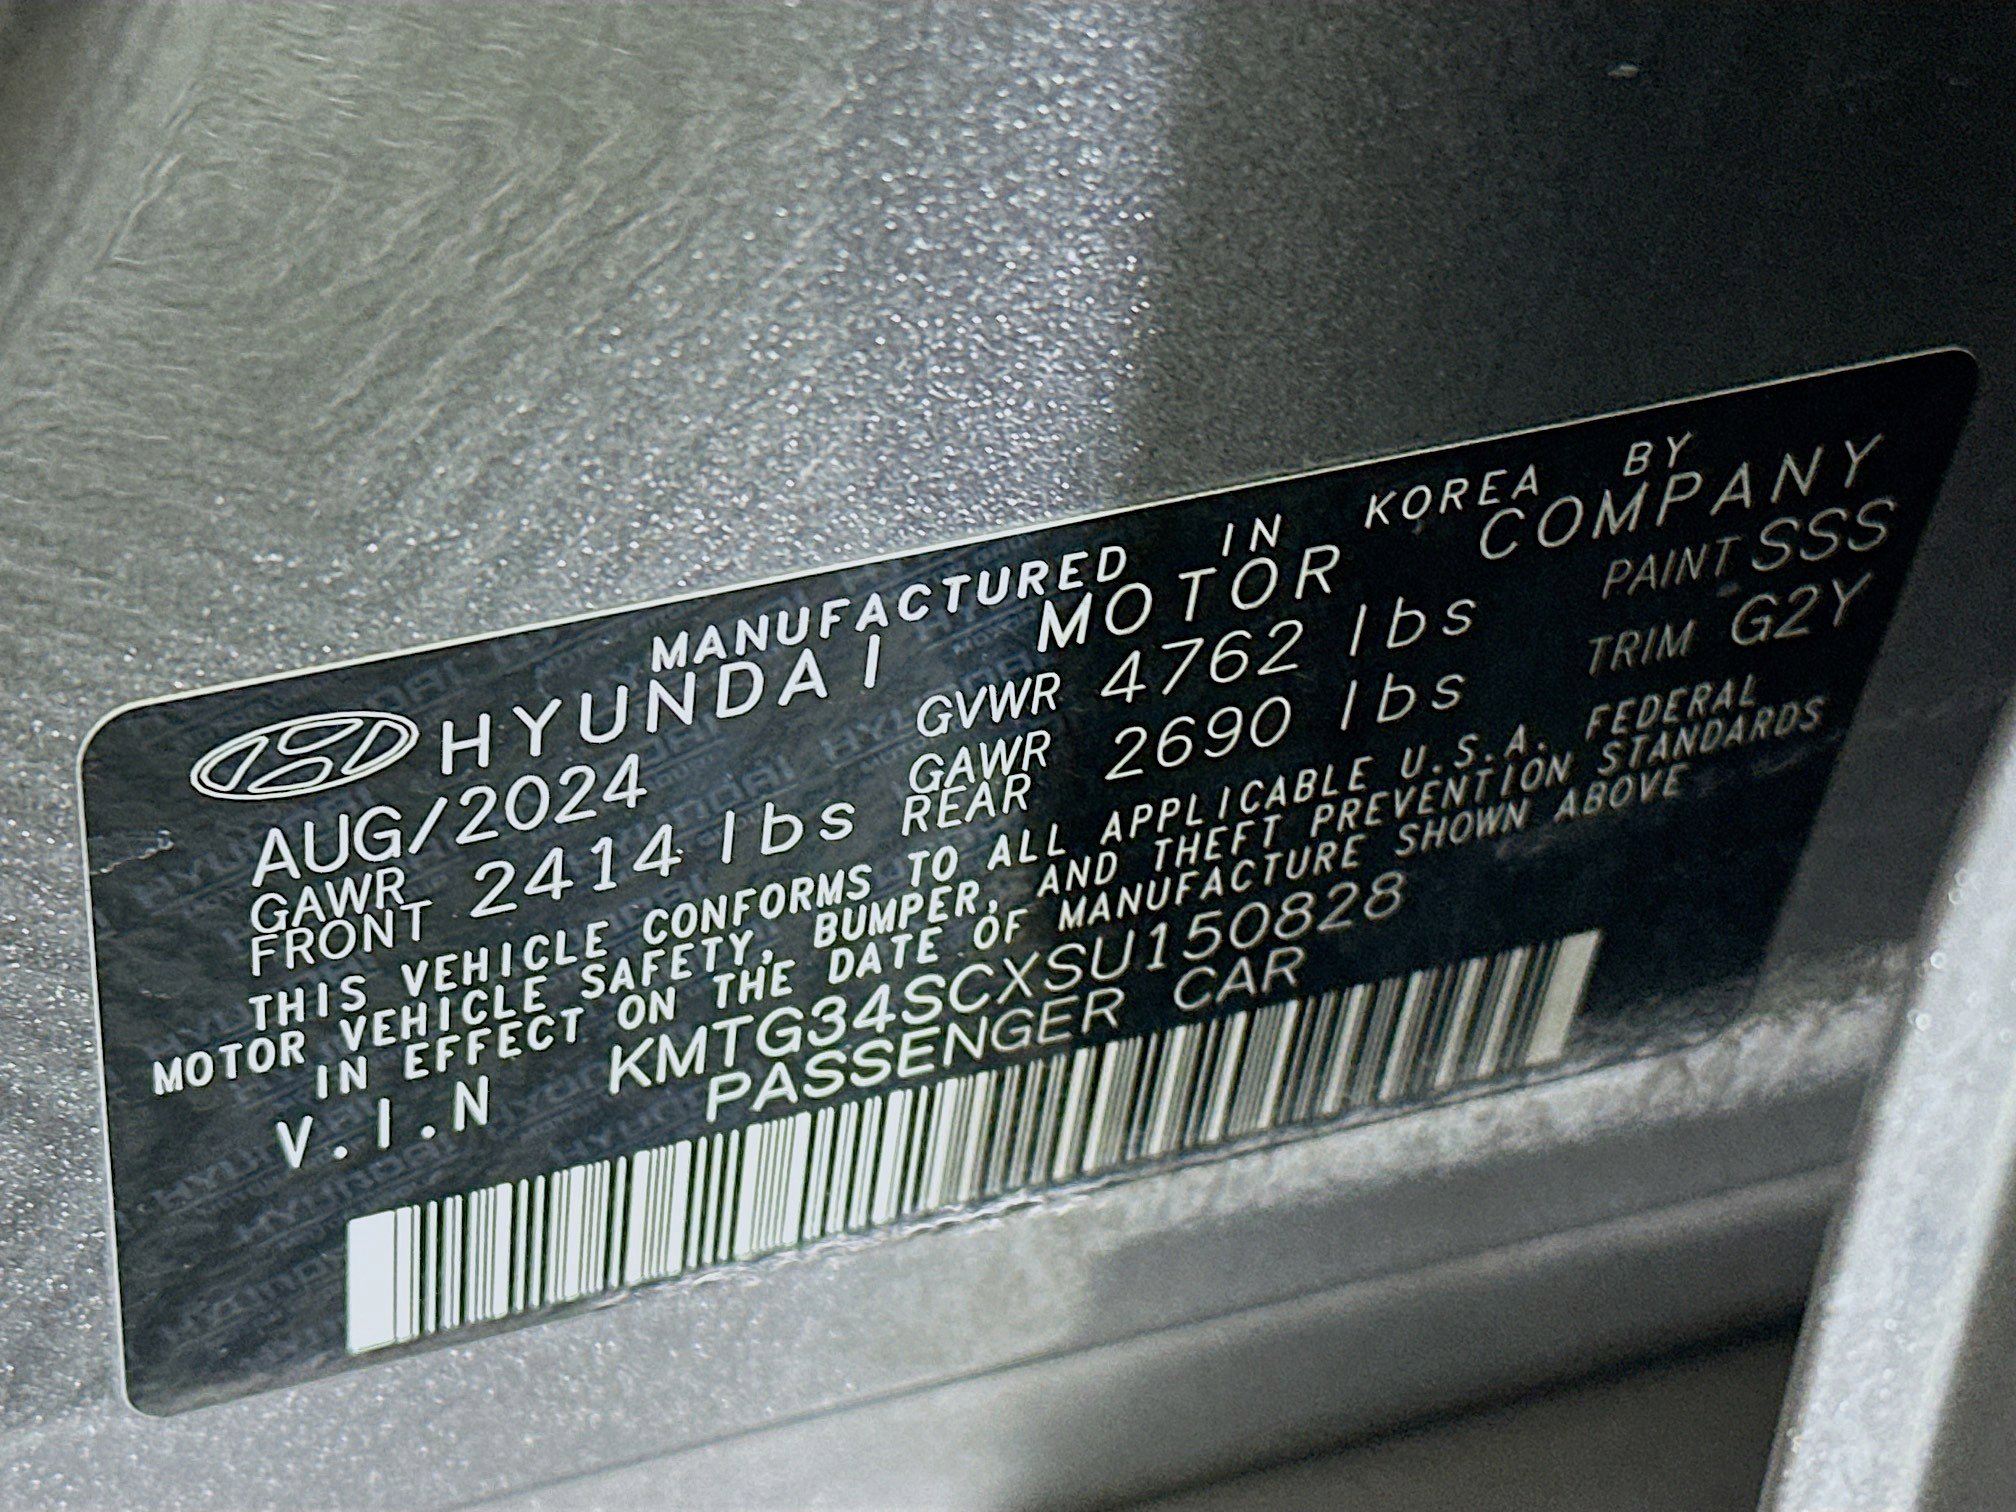 MANUFACTURED IN KOREA BY
HYUNDAI MOTOR COMPANY
AUG/2024 GVWR 4762 lbs PAINT SSS
GAWR FRONT 2414 lbs GAWR REAR 2690 lbs TRIM G2Y
THIS VEHICLE CONFORMS TO ALL APPLICABLE U.S.A. FEDERAL
MOTOR VEHICLE SAFETY, BUMPER, AND THEFT PREVENTION STANDARDS
IN EFFECT ON THE DATE OF MANUFACTURE SHOWN ABOVE
V.I.N KMTG34SCXSU150828
PASSENGER CAR